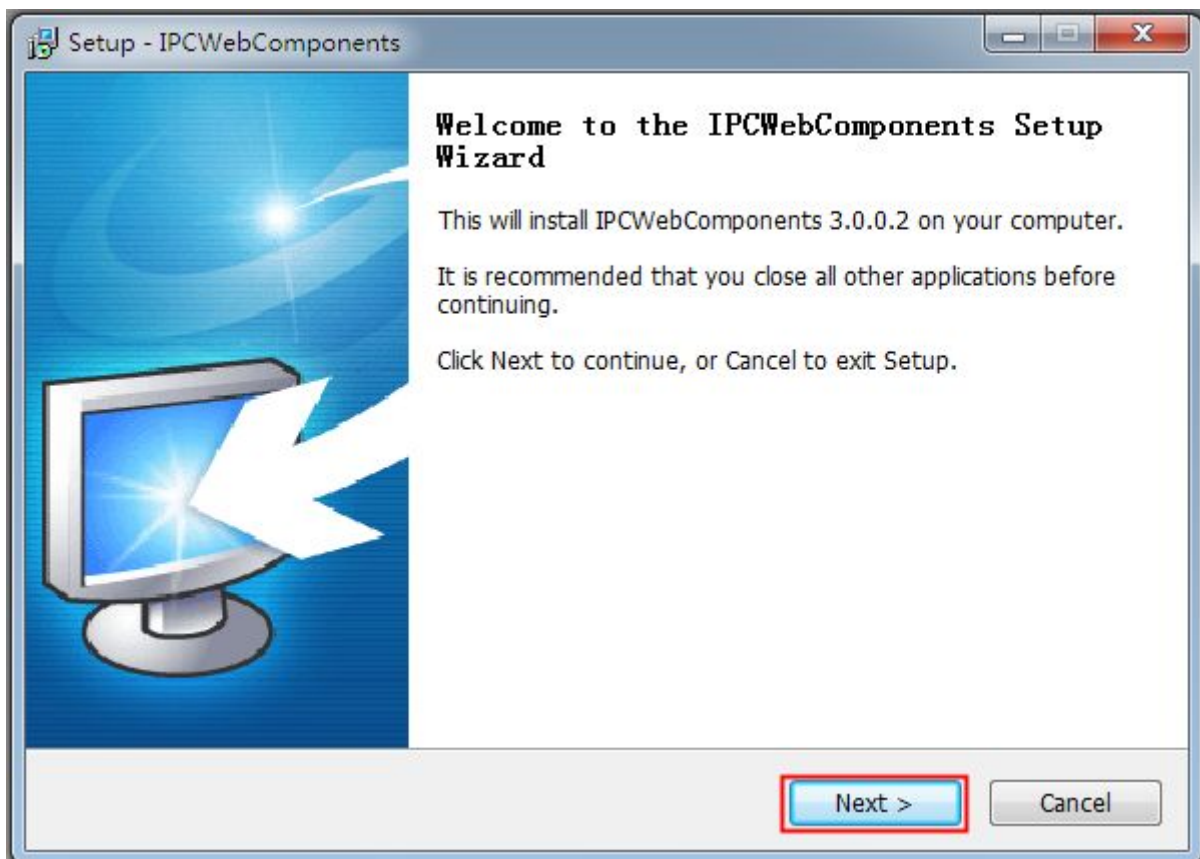 Setup - IPCWebComponents
Welcome to the IPCWebComponents Setup
Wizard
This will install IPCWebComponents 3.0.0.2 on your computer.
It is recommended that you close all other applications before
continuing.
Click Next to continue, or Cancel to exit Setup.
Next >
Cancel